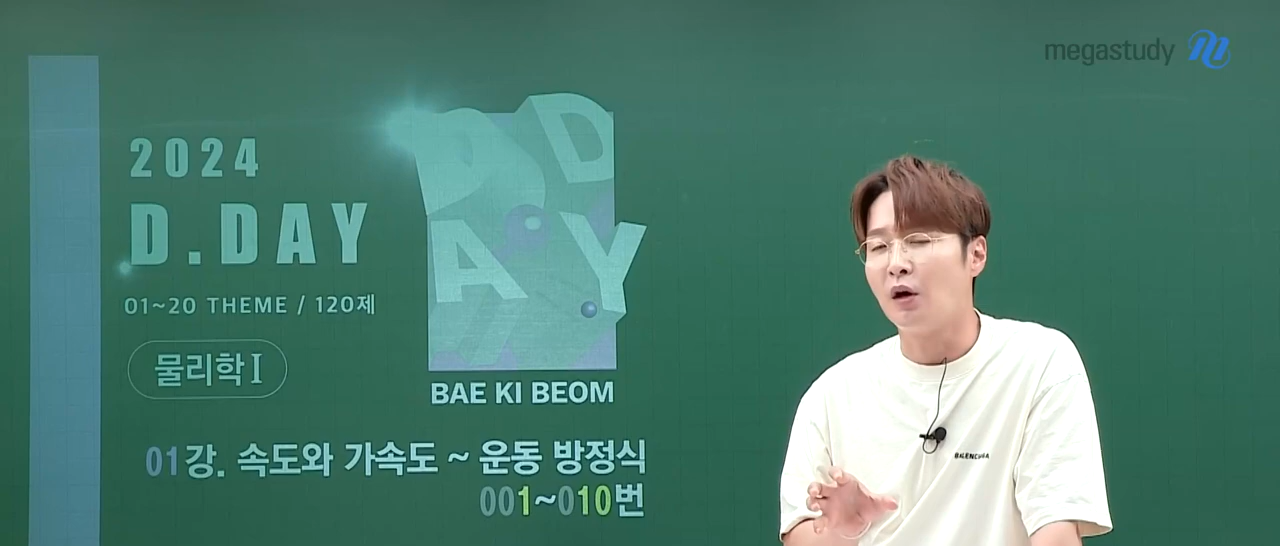 megastudy
2024
D.DAY
01~20 THEME / 120제
물리학 I
D
D
A Y
BAE KI BEOM
01강. 속도와 가속도 ~ 운동 방정식
001~010번
BALENCIAGA